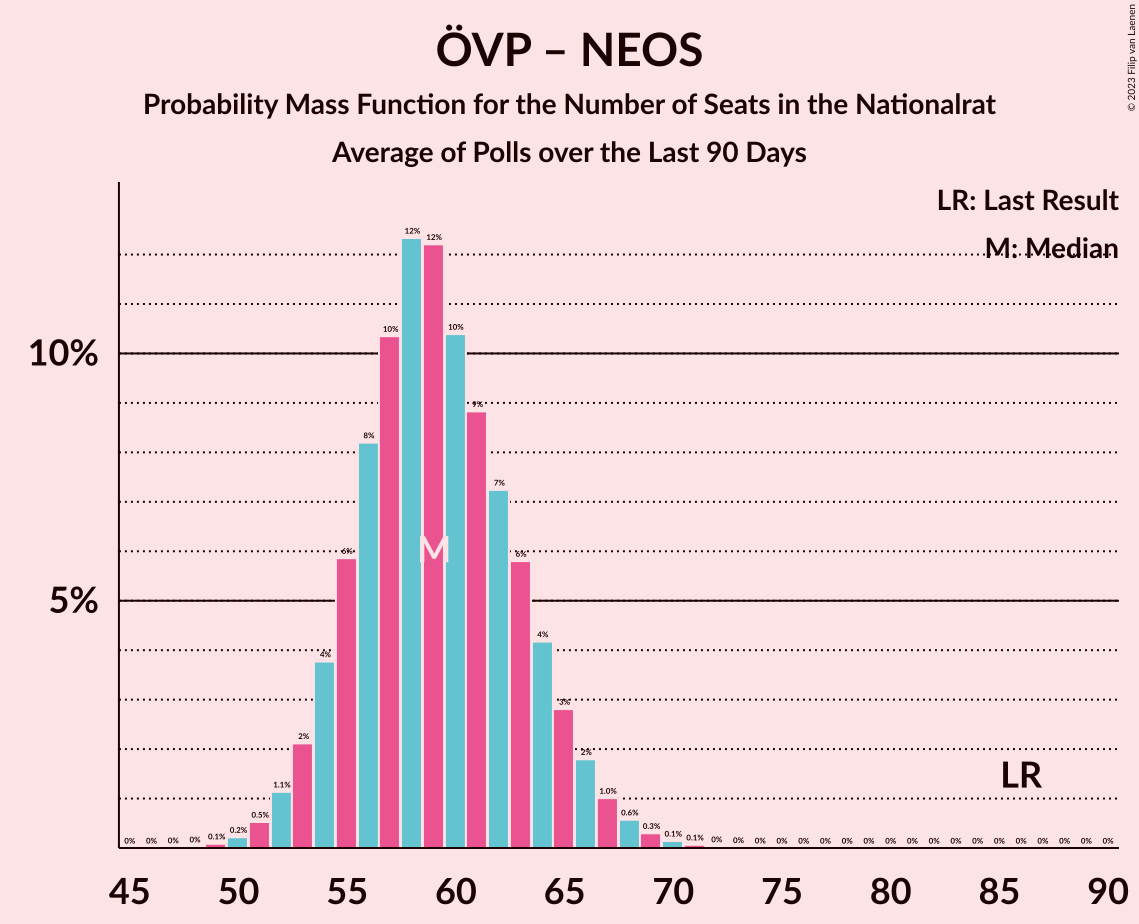 ÖVP – NEOS
Probability Mass Function for the Number of Seats in the Nationalrat
Average of Polls over the Last 90 Days
© 2023 Filip van Laenen
LR: Last Result
M: Median
10%
5%
0% 0% 0% 0% 0.1% 0.2% 0.5% 1.1% 2% 4% 6% 8% 10% 12% 12% 10% 9% 7% 6% 4% 3% 2% 1.0% 0.6% 0.3% 0.1% 0.1% 0% 0% 0% 0% 0% 0% 0% 0% 0% 0% 0% 0% 0% 0% 0% 0% 0% 0% 0%
M
LR
45 50 55 60 65 70 75 80 85 90